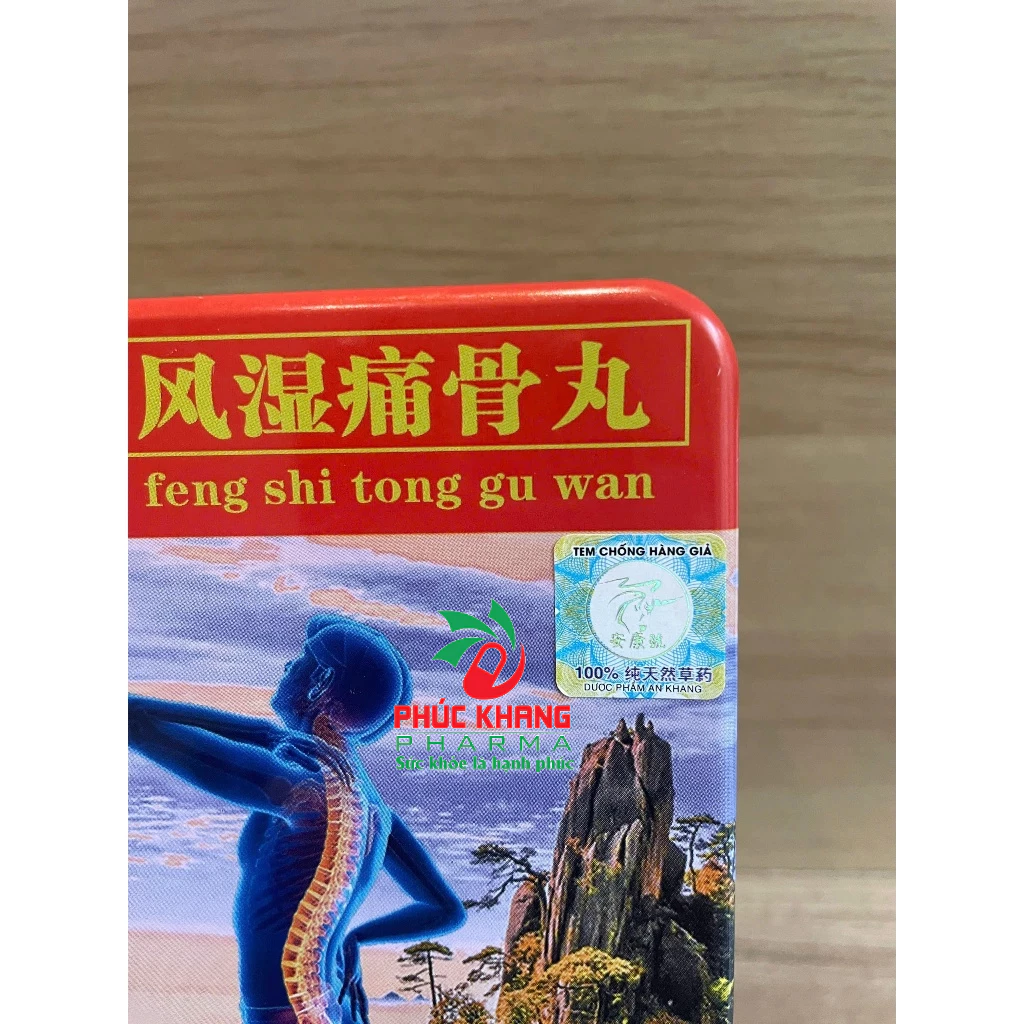 风湿痛骨丸
feng shi tong gu wan
TEM CHỐNG HÀNG GIẢ
安康號
100% 纯天然草药
DƯỢC PHẨM AN KHANG
PHÚC KHANG
PHARMA
Sức khỏe là hạnh phúc